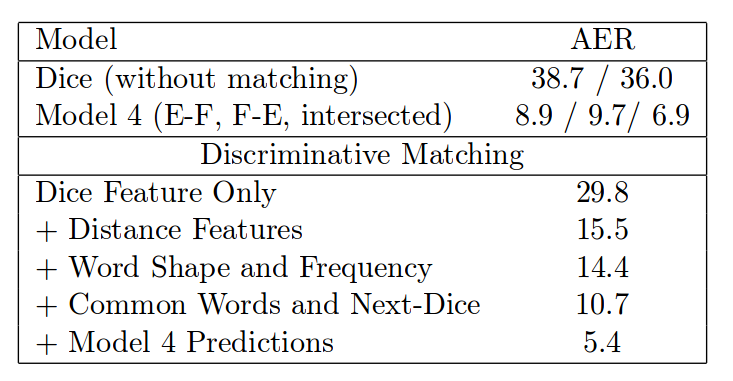 Model AER
Dice (without matching) 38.7 / 36.0
Model 4 (E-F, F-E, intersected) 8.9 / 9.7/ 6.9
Discriminative Matching
Dice Feature Only 29.8
+ Distance Features 15.5
+ Word Shape and Frequency 14.4
+ Common Words and Next-Dice 10.7
+ Model 4 Predictions 5.4